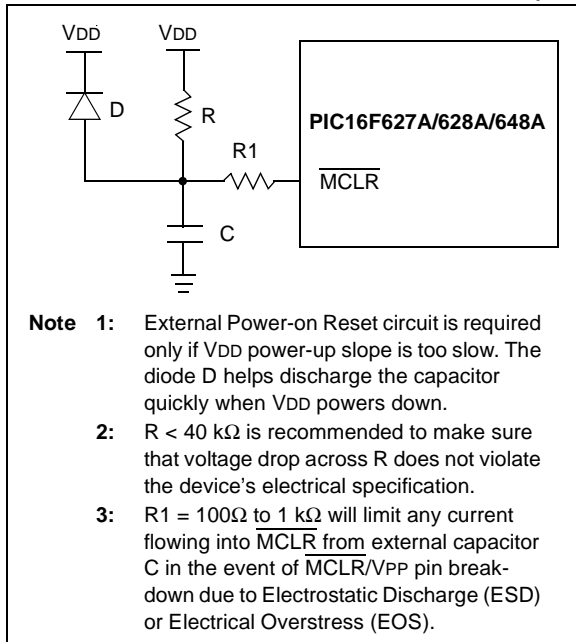 VDD VDD
D R
PIC16F627A/628A/648A
R1
MCLR
C
Note 1: External Power-on Reset circuit is required
only if VDD power-up slope is too slow. The
diode D helps discharge the capacitor
quickly when VDD powers down.
2: R < 40 kΩ is recommended to make sure
that voltage drop across R does not violate
the device's electrical specification.
3: R1 = 100Ω to 1 kΩ will limit any current
flowing into MCLR from external capacitor
C in the event of MCLR/VPP pin break-
down due to Electrostatic Discharge (ESD)
or Electrical Overstress (EOS).